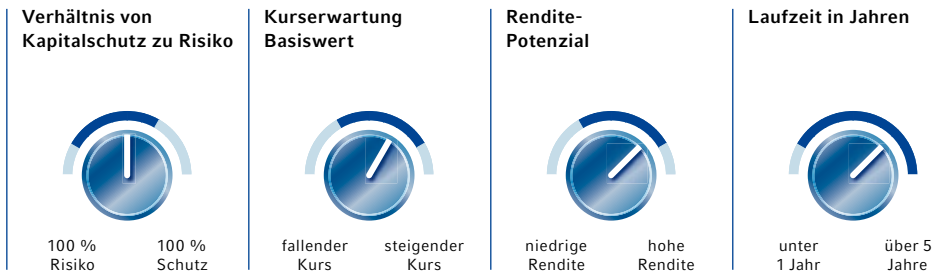 Verhältnis von
Kapitalschutz zu Risiko
100 %
Risiko
100 %
Schutz
Kurserwartung
Basiswert
fallender
Kurs
steigender
Kurs
Rendite-
Potenzial
niedrige
Rendite
hohe
Rendite
Laufzeit in Jahren
unter
1 Jahr
über 5
Jahre